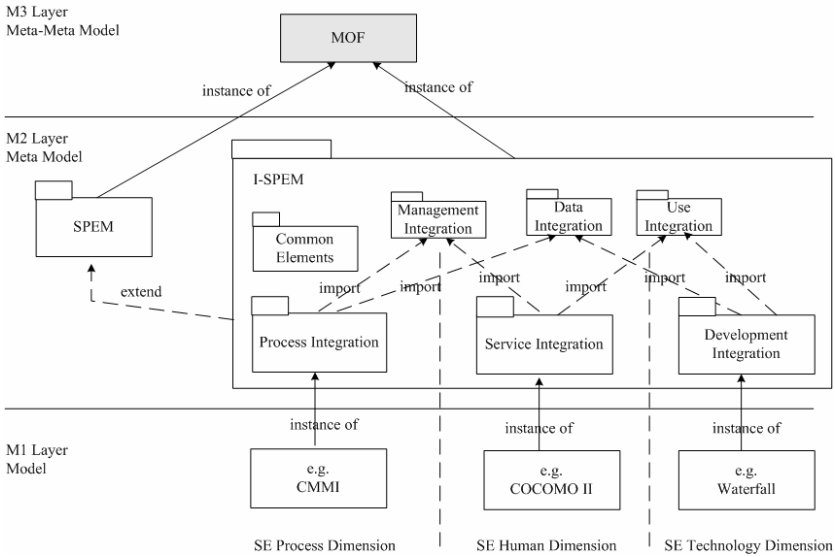 M3 Layer
Meta-Meta Model
MOF
instance of
instance of
M2 Layer
Meta Model
I-SPEM
SPEM
Common
Elements
Management
Integration
Data
Integration
Use
Integration
extend
import
import
import
import
import
Process Integration
Service Integration
Development
Integration
instance of
instance of
instance of
M1 Layer
Model
e.g.
CMMI
e.g.
COCOMO II
e.g.
Waterfall
SE Process Dimension
SE Human Dimension
SE Technology Dimension